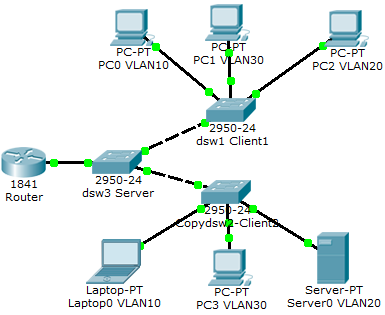 PC-PT
PC0 VLAN10
PC-PT
PC1 VLAN30
PC-PT
PC2 VLAN20
2950-24
dsw1 Client1
1841
Router
2950-24
dsw3 Server
2950-24
Copydsw2-Client2
Laptop-PT
Laptop0 VLAN10
PC-PT
PC3 VLAN30
Server-PT
Server0 VLAN20